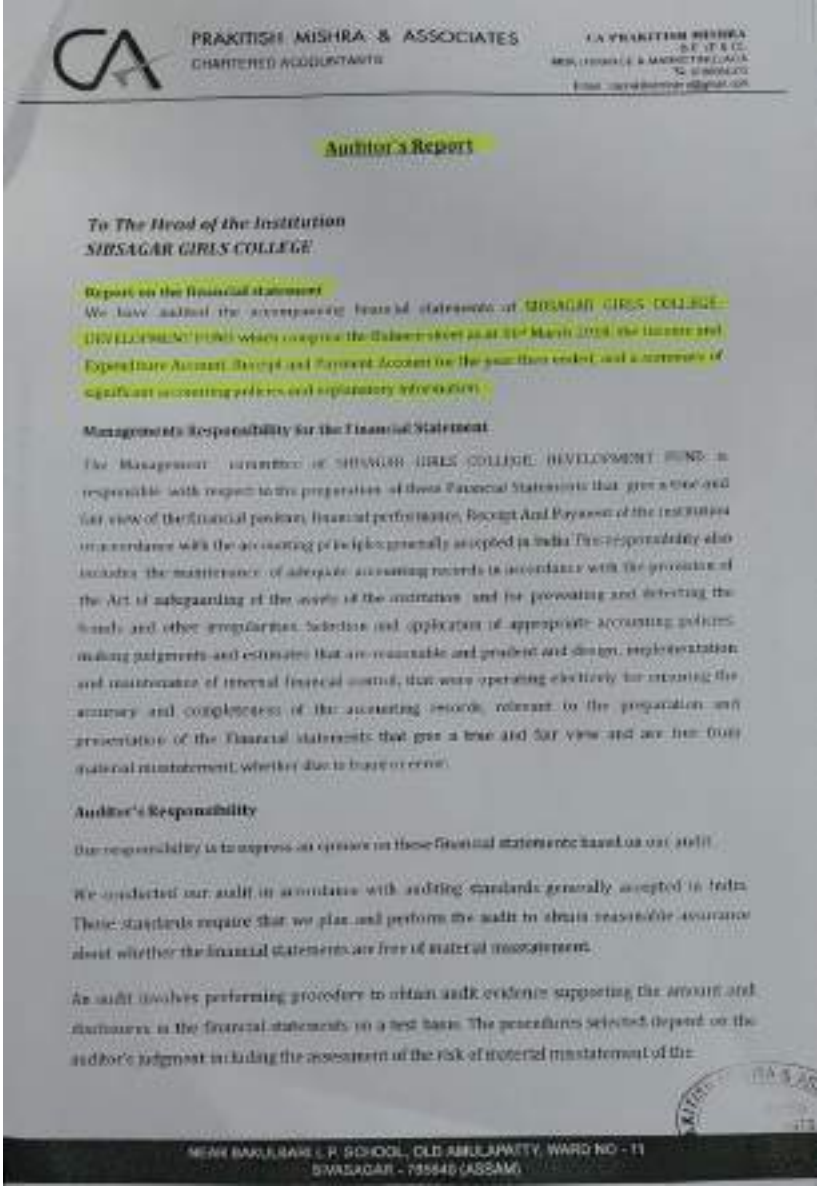 CA
PRAKITISH MISHRA & ASSOCIATES
CHARTERED ACCOUNTANTS
CA PRAKITISH MISHRA
Auditor's Report
To The Head of the Institution
SIBSAGAR GIRLS COLLEGE
Report on the financial statement
We have audited the accompanying financial statements of SIBSAGAR GIRLS COLLEGE,
DEVELOPMENT FUND which comprise the Balance sheet as at 31st March 2018, the Income and
Expenditure Account, Receipt and Payment Account for the year then ended, and a summary of
significant accounting policies and explanatory information.
Managements Responsibility for the Financial Statement
The Management committee of SIBSAGAR GIRLS COLLEGE, DEVELOPMENT FUND is
responsible with respect to the preparation of these Financial Statements that give a true and
fair view of the financial position, financial performance, Receipt And Payment of the institution
in accordance with the accounting principles generally accepted in India. This responsibility also
includes the maintenance of adequate accounting records in accordance with the provision of
the Act of safeguarding of the assets of the institution and for preventing and detecting the
frauds and other irregularities. Selection and application of appropriate accounting policies,
making judgments and estimates that are reasonable and prudent and design, implementation
and maintenance of internal financial control, that were operating for ensuring the
accuracy and completeness of the accounting records, relevant to the preparation and
presentation of the Financial statements that give a true and fair view and are free from
material misstatement, whether due to fraud or error.
Auditor's Responsibility
Our responsibility is to express an opinion on these financial statements based on our audit.
We conducted our audit in accordance with auditing standards generally accepted in India.
Those standards require that we plan and perform the audit to obtain reasonable assurance
about whether the financial statements are free of material misstatement.
An audit involves performing procedure to obtain audit evidence supporting the amount and
disclosures in the financial statements on a test basis. The procedures selected depend on the
auditor's judgment including the assessment of the risk of material misstatement of the
NEAR BAKULBARI L.P. SCHOOL, OLD AMULAPATTY, WARD NO - 11
SIVASAGAR - 785640 (ASSAM)